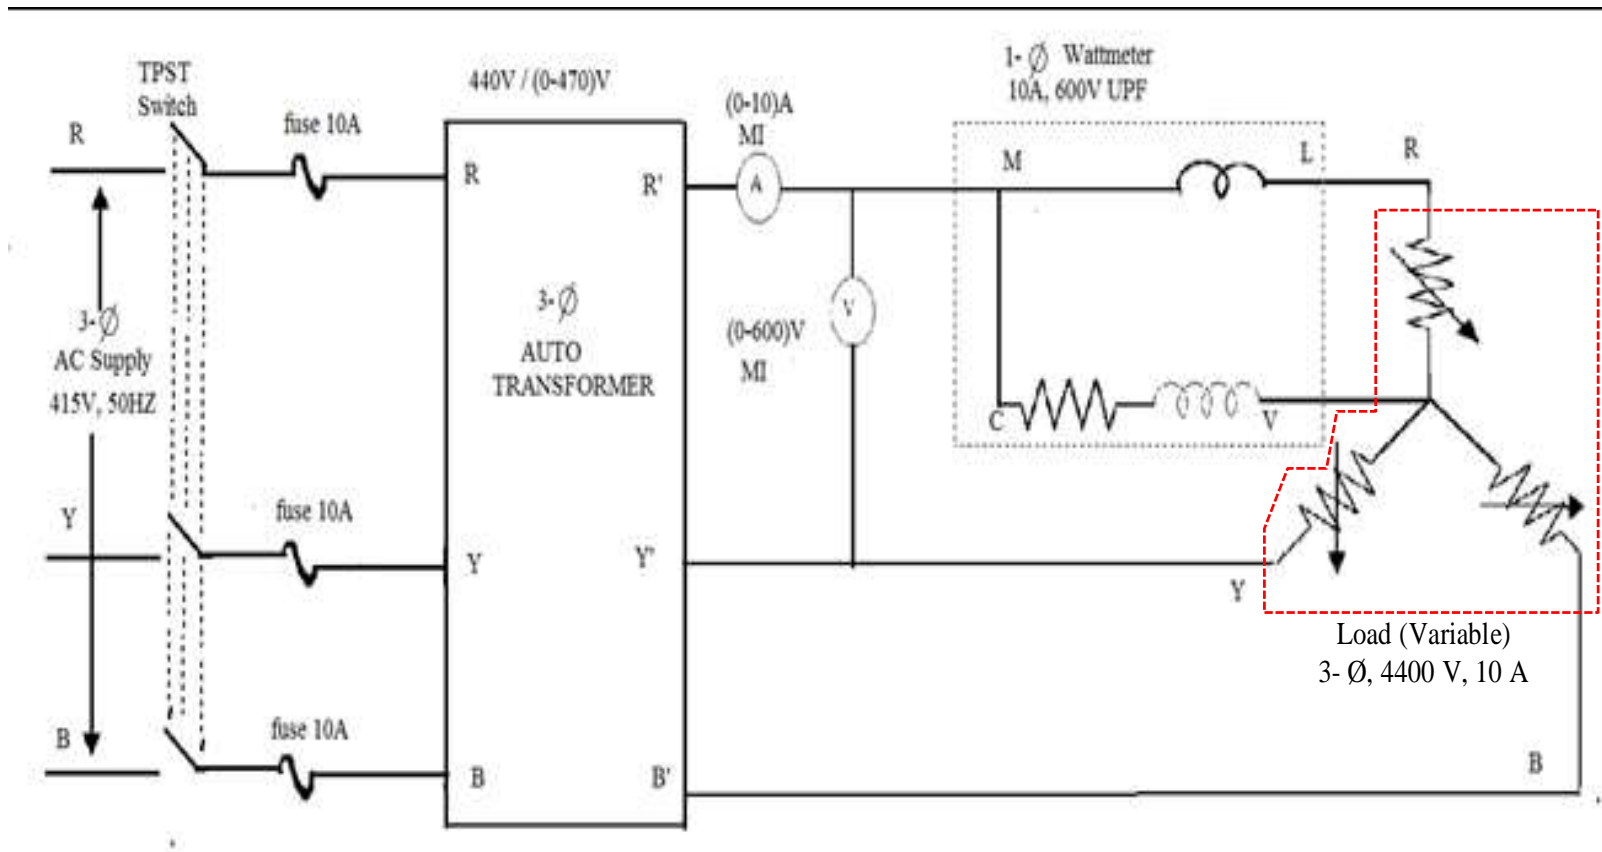 TPST
Switch
R
fuse 10A
440V / (0-470)V
(0-10)A
MI
A
1-Ø Wattmeter
10A, 600V UPF
M
L
R
R
R'
3-Ø
AC Supply
415V, 50HZ
3-Ø
AUTO
TRANSFORMER
(0-600)V
MI
V
C
V
Y
fuse 10A
Y
Y'
Y
Load (Variable)
3- Ø, 4400 V, 10 A
B
fuse 10A
B
B'
B